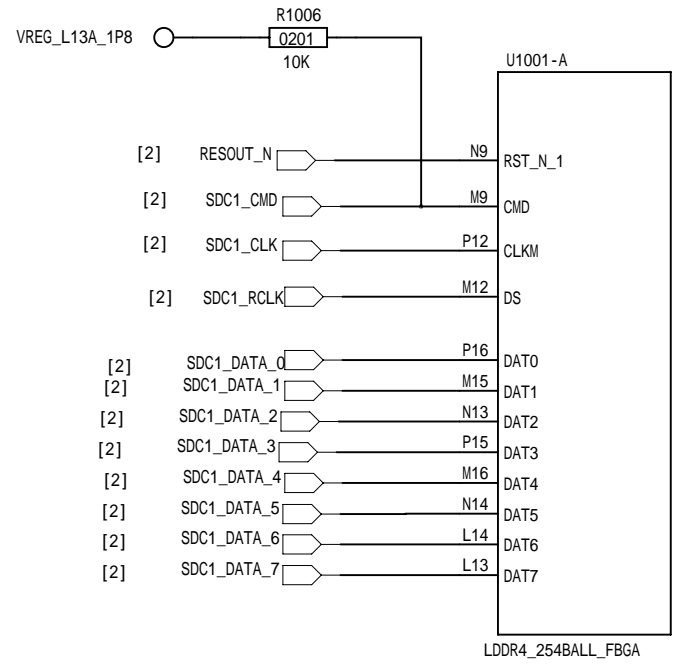 R1006
VREG_L13A_1P8
0201
10K
U1001-A
[2] RESOUT_N N9 RST_N_1
[2] SDC1_CMD M9 CMD
[2] SDC1_CLK P12 CLKM
[2] SDC1_RCLK M12 DS
[2] SDC1_DATA_0 P16 DAT0
[2] SDC1_DATA_1 M15 DAT1
[2] SDC1_DATA_2 N13 DAT2
[2] SDC1_DATA_3 P15 DAT3
[2] SDC1_DATA_4 M16 DAT4
[2] SDC1_DATA_5 N14 DAT5
[2] SDC1_DATA_6 L14 DAT6
[2] SDC1_DATA_7 L13 DAT7
LDDR4_254BALL_FBGA